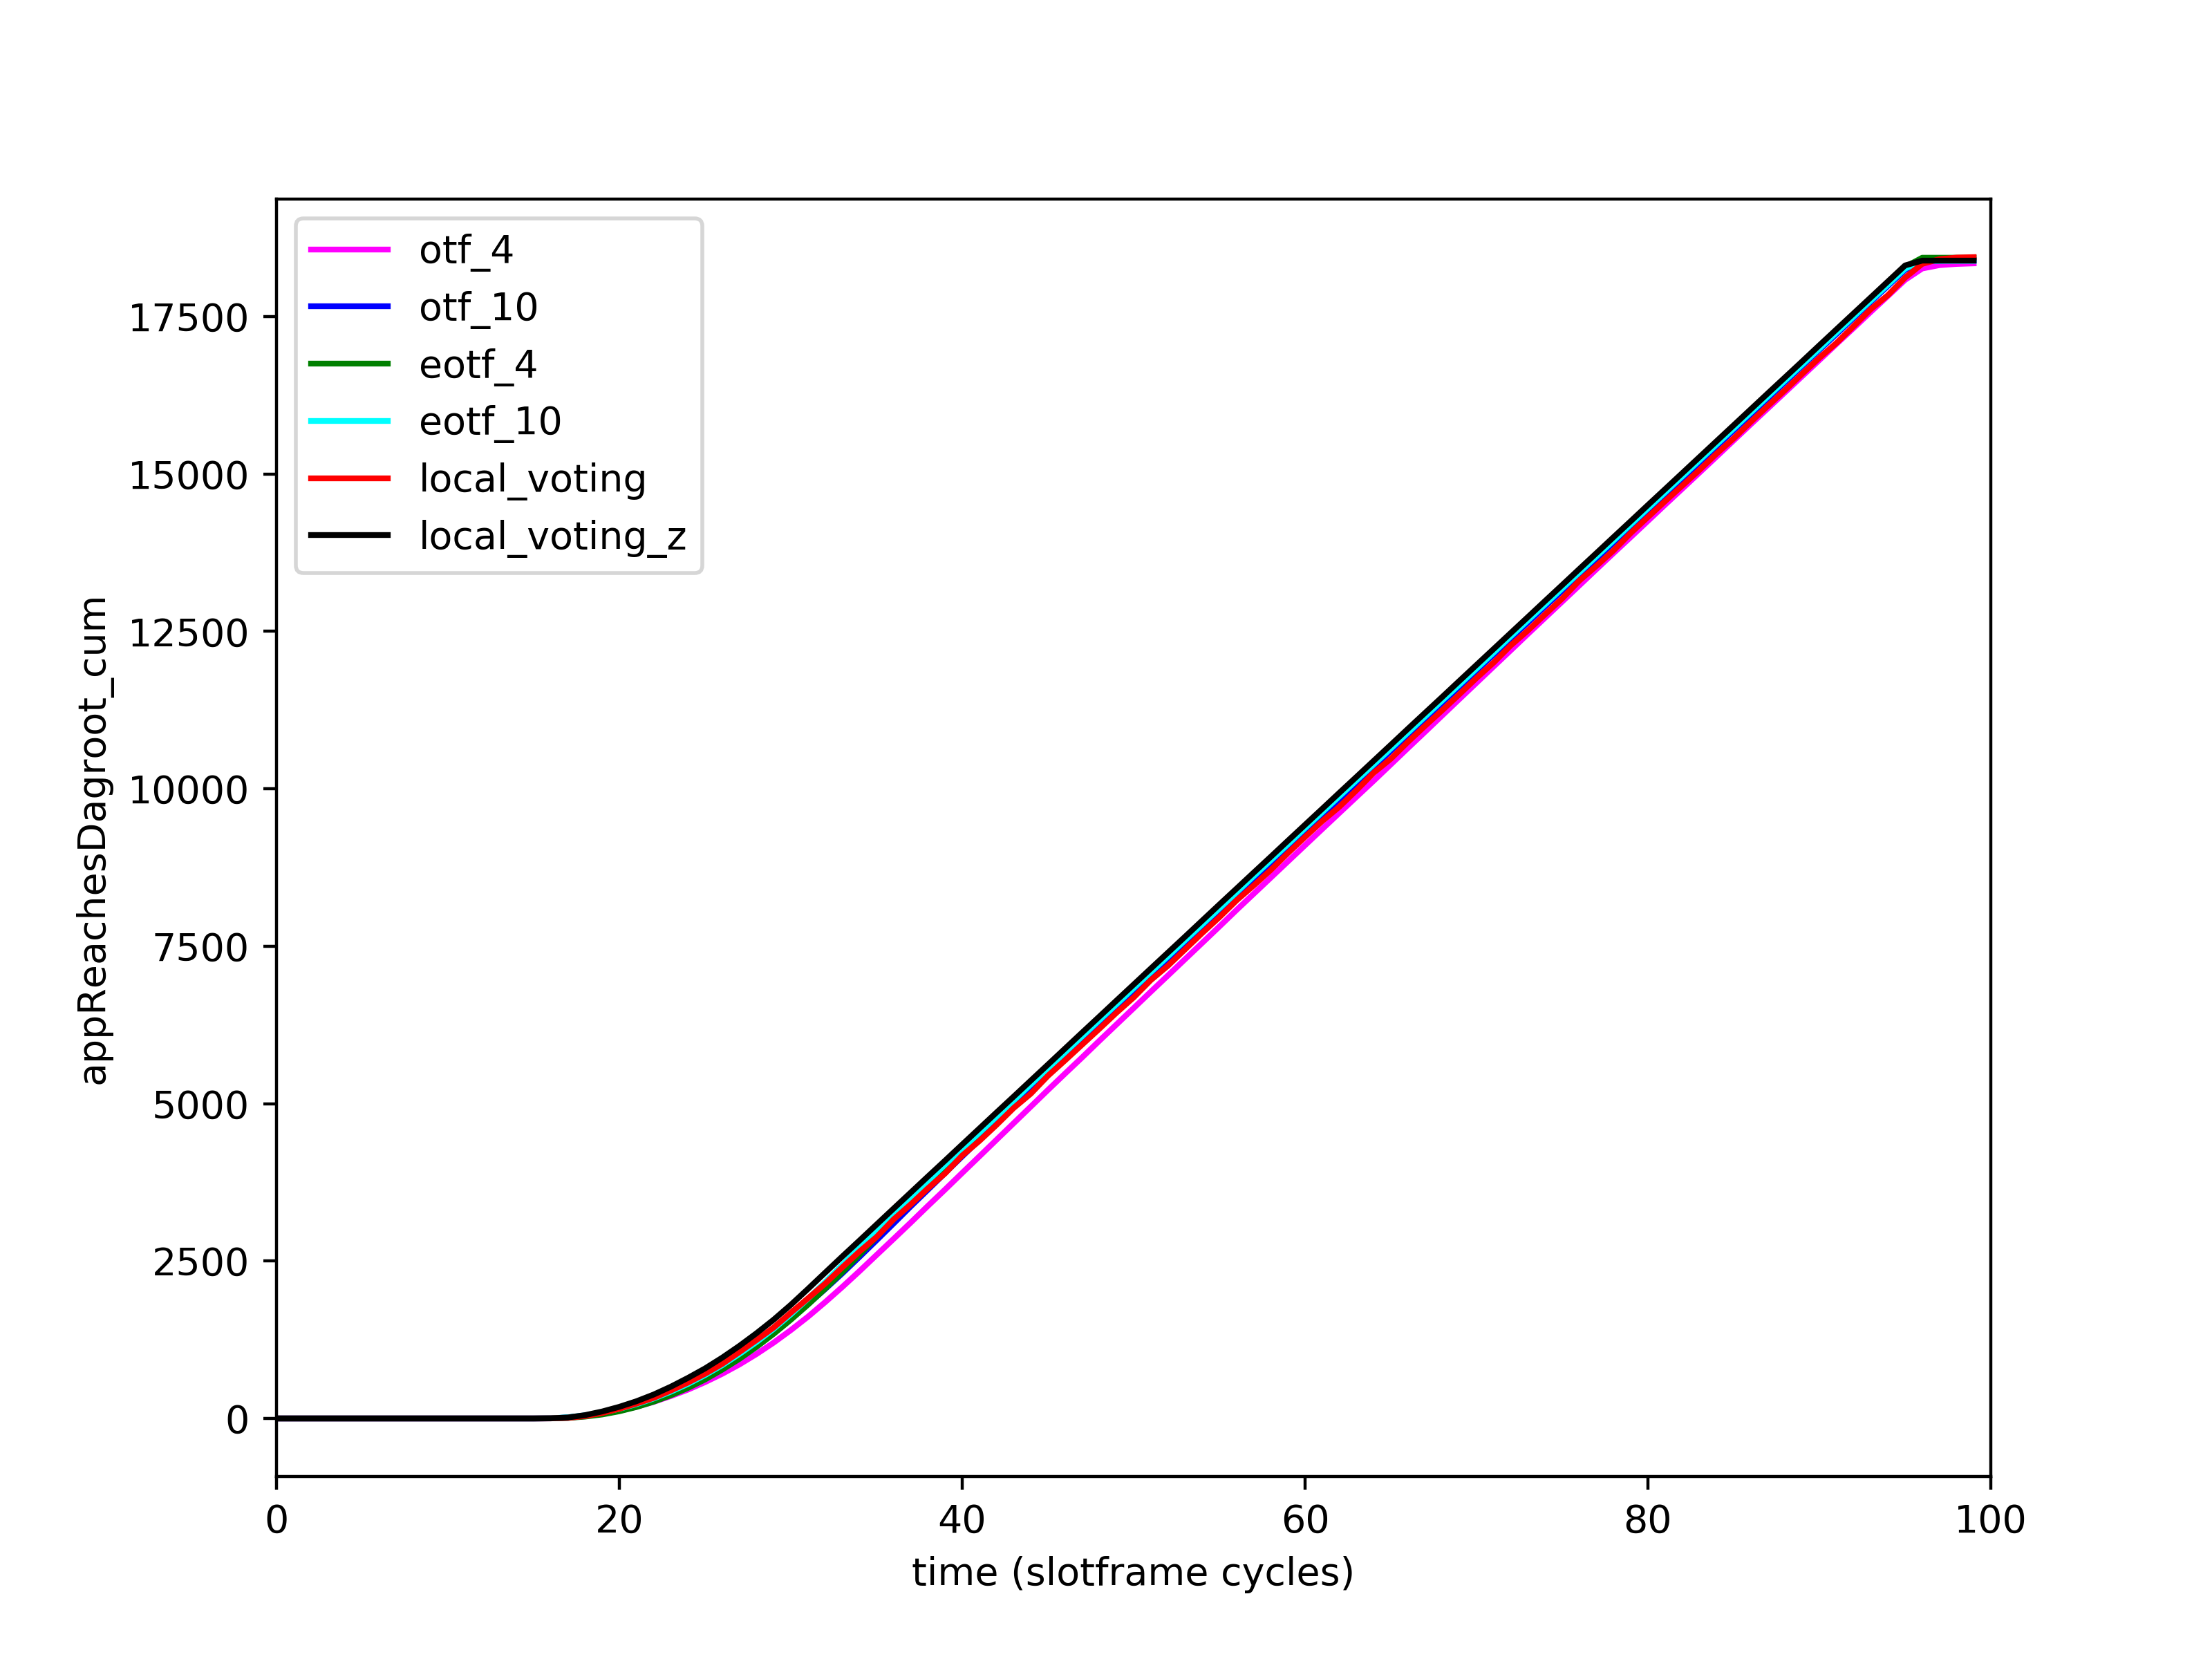 otf_4
otf_10
eotf_4
eotf_10
local_voting
local_voting_z
appReachesDagroot_cum
17500
15000
12500
10000
7500
5000
2500
0
0 20 40 60 80 100
time (slotframe cycles)